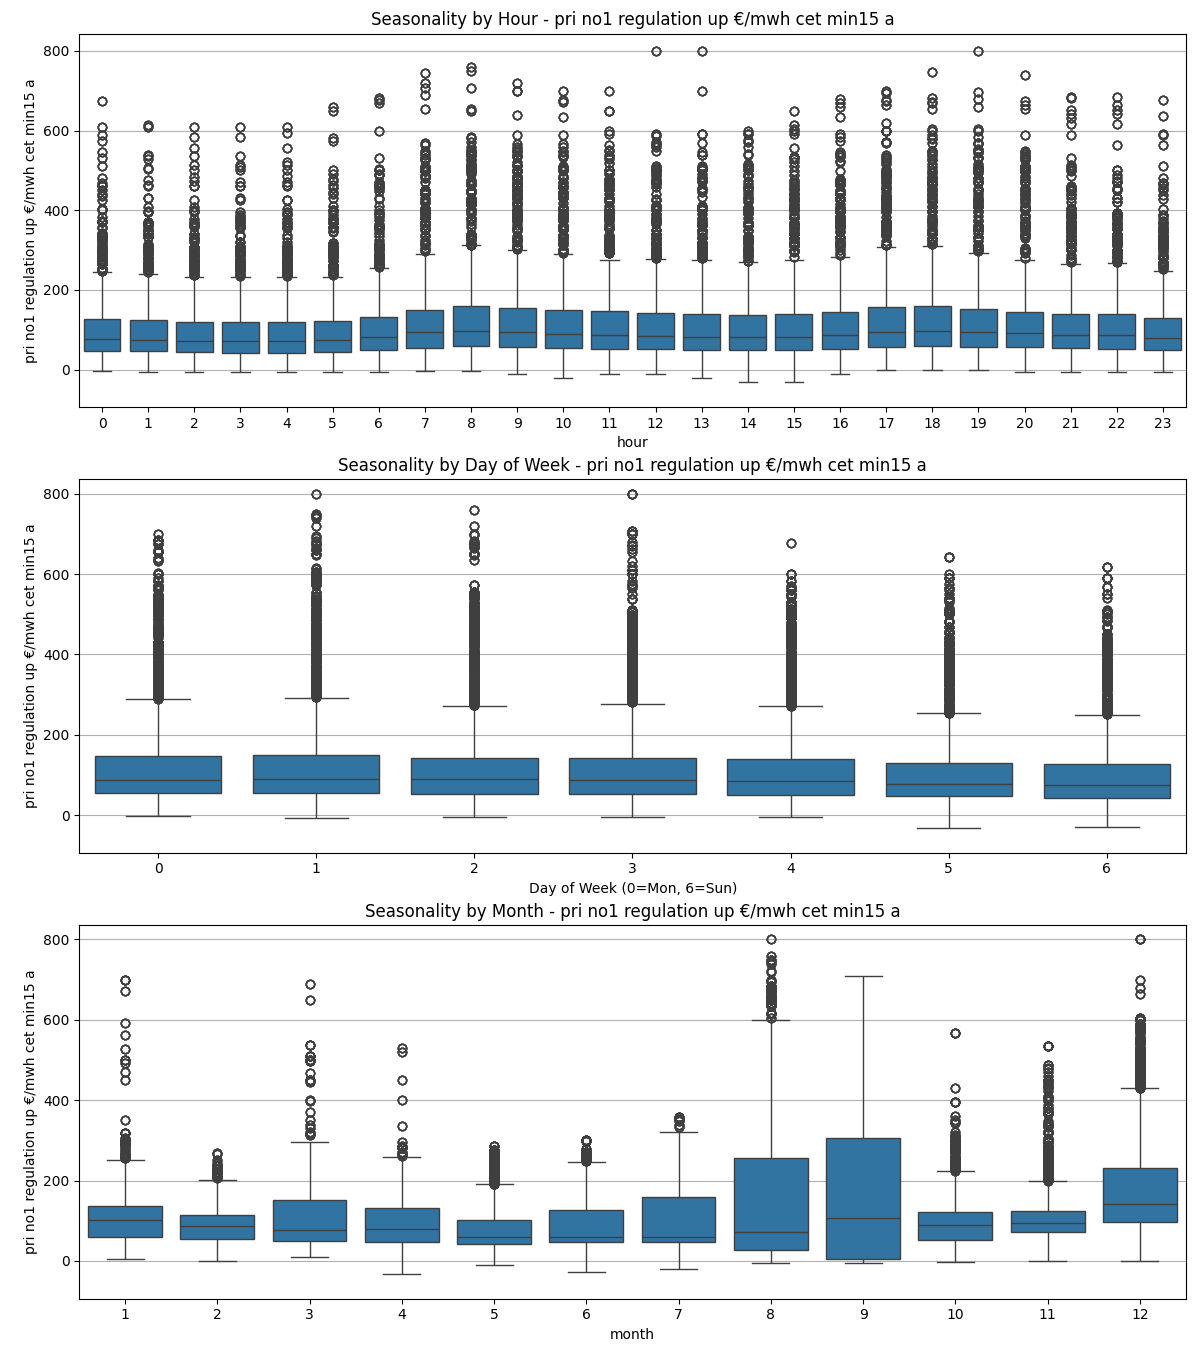 Seasonality by Hour - pri no1 regulation up €/mwh cet min15 a
pri no1 regulation up €/mwh cet min15 a
800
600
400
200
0
0 1 2 3 4 5 6 7 8 9 10 11 12 13 14 15 16 17 18 19 20 21 22 23
hour
Seasonality by Day of Week - pri no1 regulation up €/mwh cet min15 a
pri no1 regulation up €/mwh cet min15 a
800
600
400
200
0
0 1 2 3 4 5 6
Day of Week (0=Mon, 6=Sun)
Seasonality by Month - pri no1 regulation up €/mwh cet min15 a
pri no1 regulation up €/mwh cet min15 a
800
600
400
200
0
1 2 3 4 5 6 7 8 9 10 11 12
month